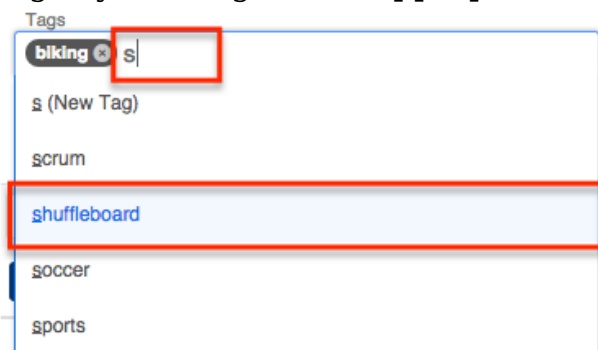 Tags
biking s
s (New Tag)
scrum
shuffleboard
soccer
sports